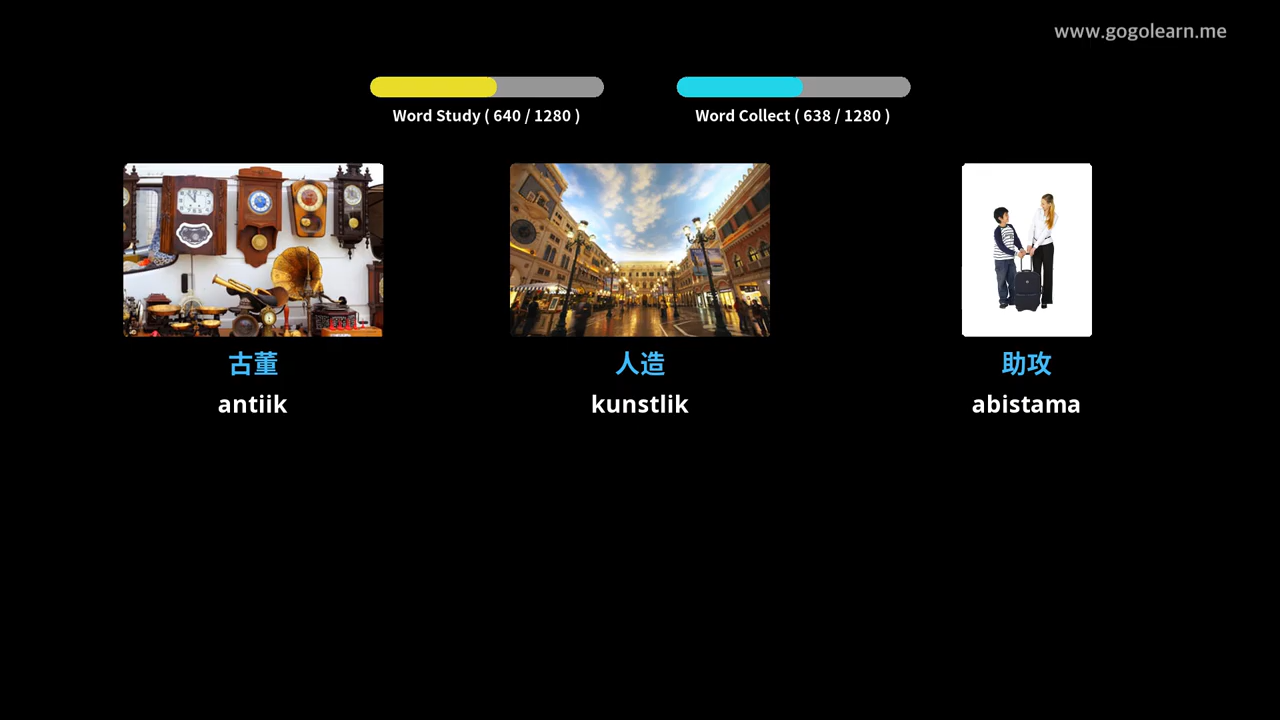 www.gogolearn.me
Word Study ( 640 / 1280 )
Word Collect ( 638 / 1280 )
古董
人造
助攻
antiik
kunstlik
abistama